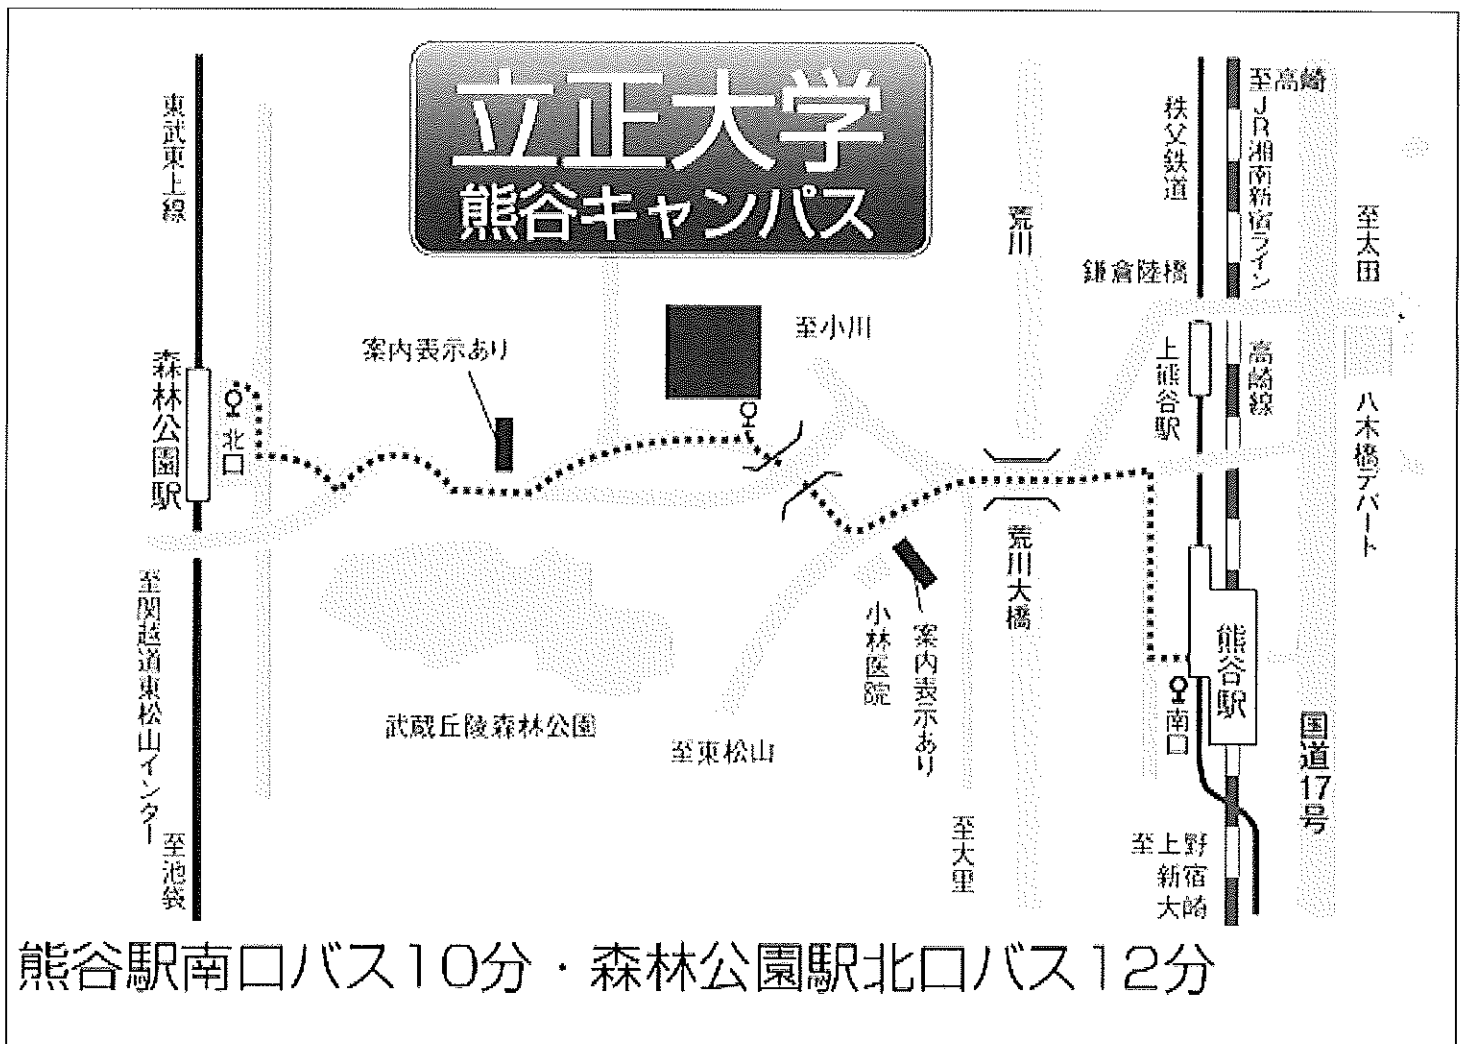 立正大学
熊谷キャンパス
東武東上線
森林公園駅
北口
至関越道東松山インター
至池袋
案内表示あり
武蔵丘陵森林公園
至小川
至東松山
小林医院
案内表示あり
荒川
荒川大橋
至大里
鎌倉陸橋
秩父鉄道
上熊谷駅
至高崎
JR湘南新宿ライン
高崎線
至太田
八木橋デパート
熊谷駅
南口
国道17号
至上野
新宿
大崎
熊谷駅南口バス10分・森林公園駅北口バス12分